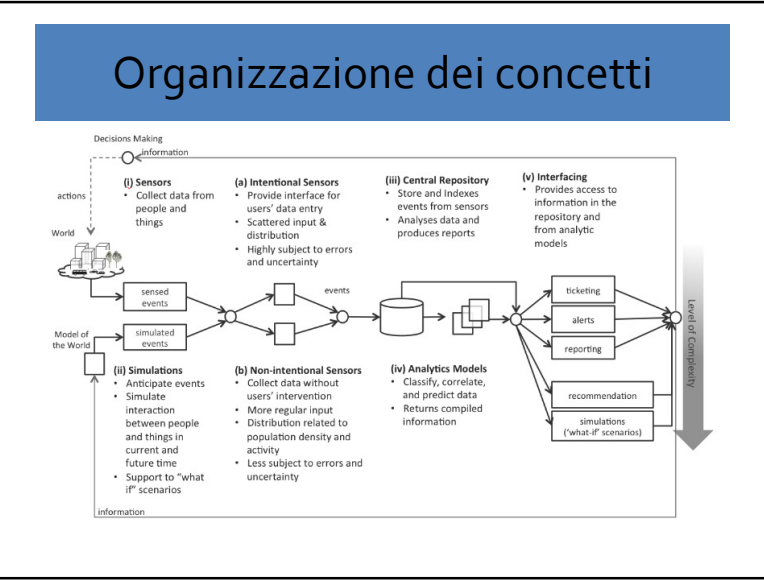 Organizzazione dei concetti
Decisions Making
information
actions
World
(i) Sensors
• Collect data from
people and
things
(a) Intentional Sensors
• Provide interface for
users' data entry
• Scattered input &
distribution
• Highly subject to errors
and uncertainty
(iii) Central Repository
• Store and Indexes
events from sensors
• Analyses data and
produces reports
(v) Interfacing
• Provides access to
information in the
repository and
from analytic
models
sensed
events
simulated
events
events
ticketing
alerts
reporting
recommendation
simulations
('what-if' scenarios)
Level of Complexity
Model of
the World
(ii) Simulations
• Anticipate events
• Simulate
interaction
between people
and things in
current and
future time
• Support to "what
if" scenarios
(b) Non-intentional Sensors
• Collect data without
users' intervention
• More regular input
• Distribution related to
population density and
activity
• Less subject to errors and
uncertainty
(iv) Analytics Models
• Classify, correlate,
and predict data
• Returns compiled
information
information